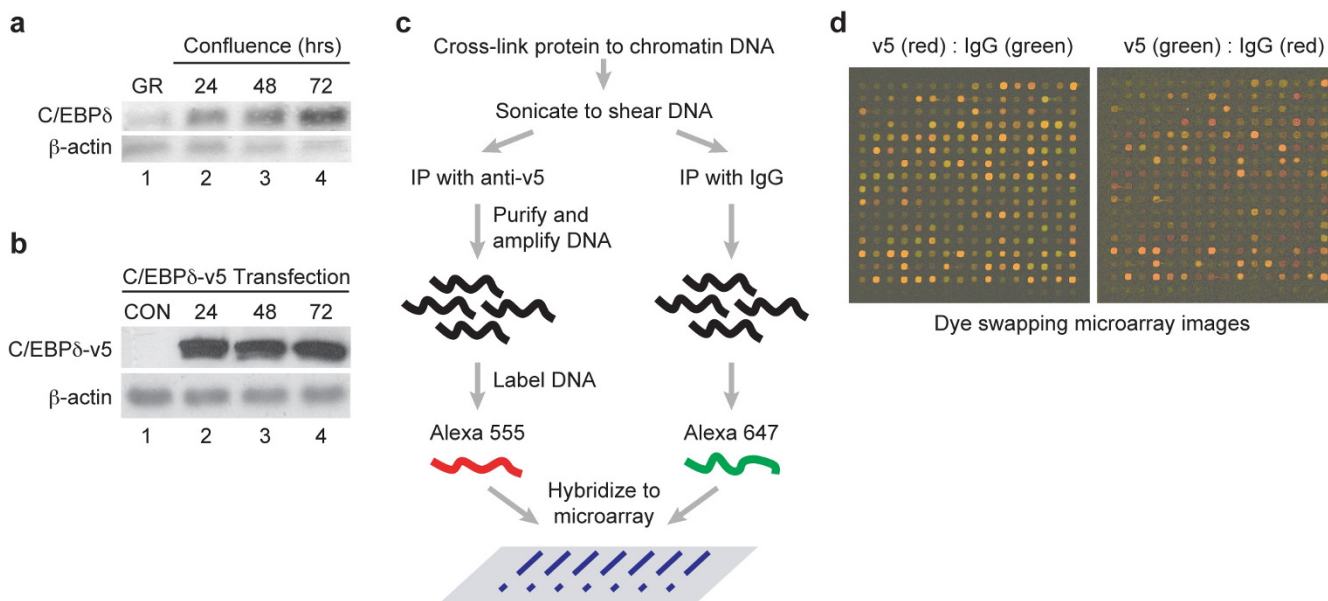 a
Confluence (hrs)
GR 24 48 72
C/EBPδ
β-actin
1 2 3 4
b
C/EBPδ-v5 Transfection
CON 24 48 72
C/EBPδ-v5
β-actin
1 2 3 4
c
Cross-link protein to chromatin DNA
Sonicate to shear DNA
IP with anti-v5 IP with IgG
Purify and
amplify DNA
Label DNA
Alexa 555 Alexa 647
Hybridize to
microarray
d
v5 (red) : IgG (green) v5 (green) : IgG (red)
Dye swapping microarray images